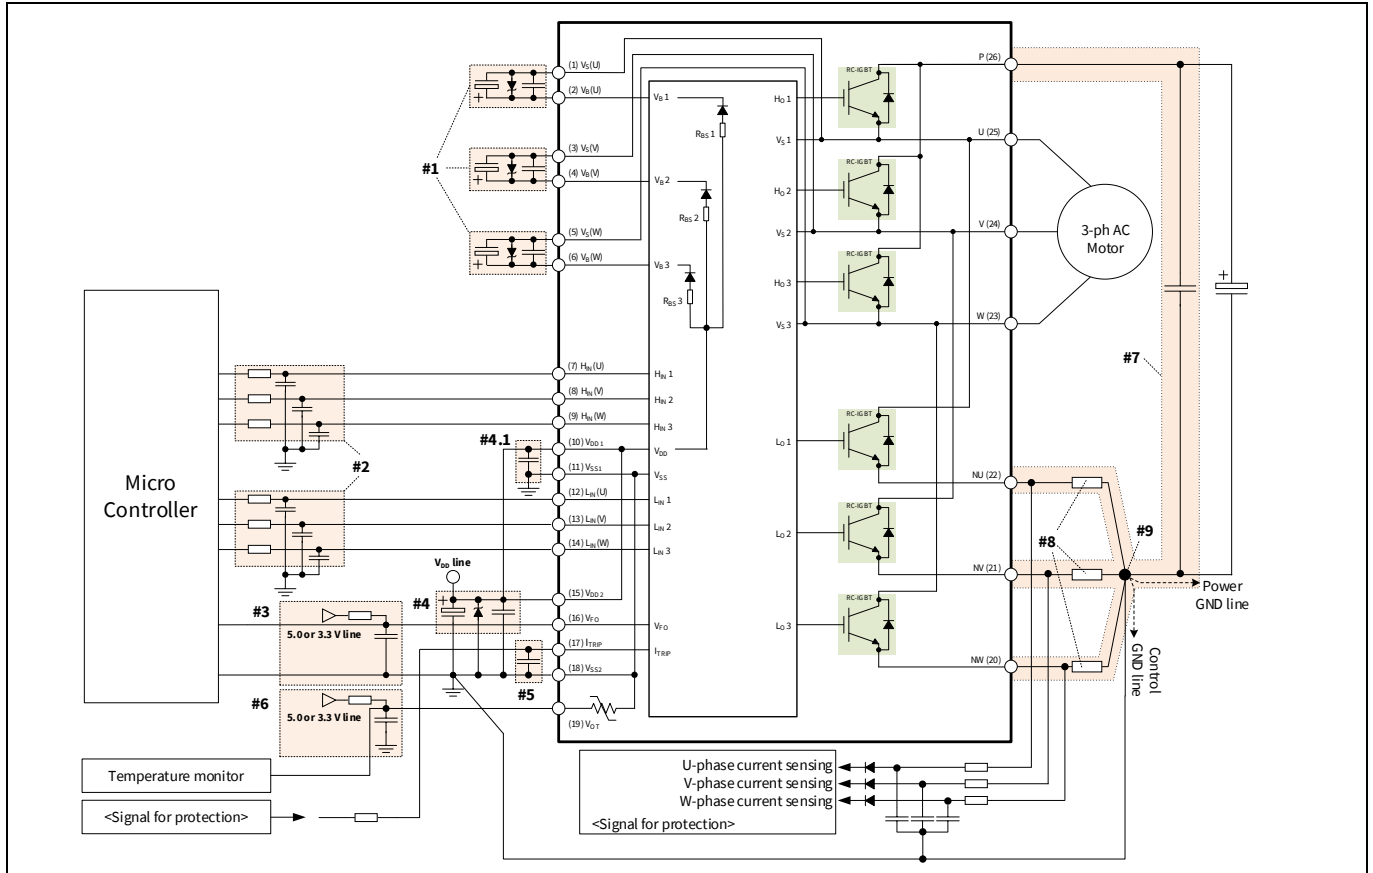 (1) VS(U)
(2) VB(U)
(3) VS(V)
(4) VB(V)
(5) VS(W)
(6) VB(W)
#1
VB 1
RBS 1
VB 2
RBS 2
VB 3
RBS 3
HO 1
VS 1
HO 2
VS 2
HO 3
VS 3
LO 1
LO 2
LO 3
RC-IGBT
RC-IGBT
RC-IGBT
RC-IGBT
RC-IGBT
RC-IGBT
P (26)
U (25)
V (24)
W (23)
NU (22)
NV (21)
NW (20)
3-ph AC
Motor
+
+
+
+
#7
#8
#9
Power
GND line
Control
GND line
Micro
Controller
#2
(7) HIN(U)
(8) HIN(V)
(9) HIN(W)
(10) VDD1
(11) VSS1
(12) LIN(U)
(13) LIN(V)
(14) LIN(W)
(15) VDD2
(16) VFO
(17) ITRIP
(18) VSS2
(19) VOT
HIN 1
HIN 2
HIN 3
VDD
VSS
LIN 1
LIN 2
LIN 3
VFO
ITRIP
#4.1
VDD line
#4
+
#5
#3
5.0 or 3.3 V line
#6
5.0 or 3.3 V line
Temperature monitor
<Signal for protection>
U-phase current sensing
V-phase current sensing
W-phase current sensing
<Signal for protection>